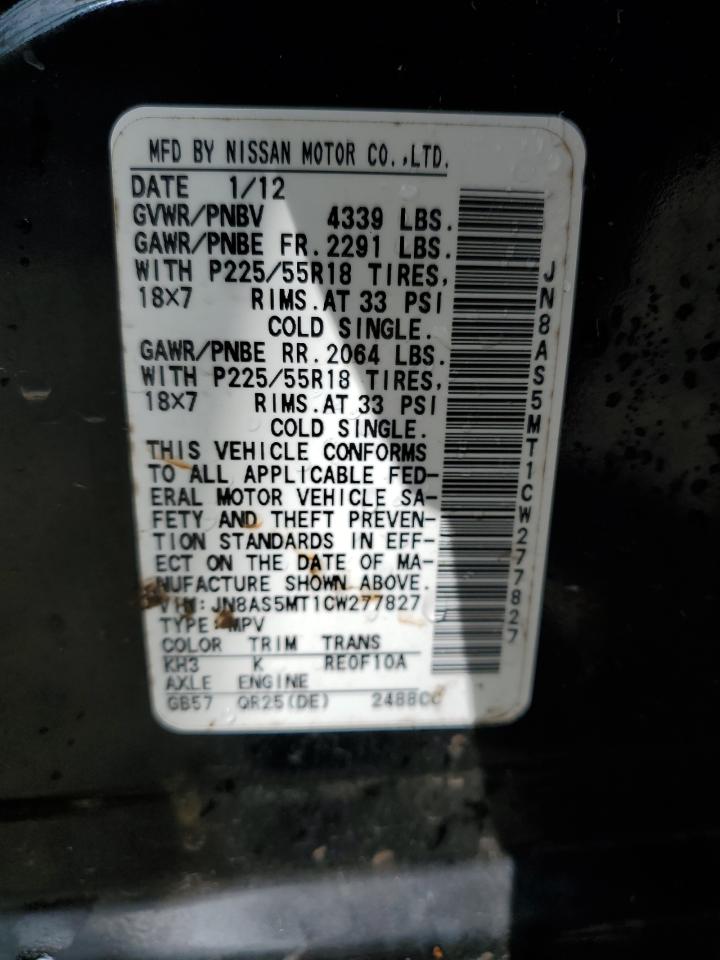 MFD BY NISSAN MOTOR CO.,LTD.
DATE 1/12
GVWR/PNBV 4339 LBS.
GAWR/PNBE FR.2291 LBS.
WITH P225/55R18 TIRES,
18X7 RIMS.AT 33 PSI
COLD SINGLE.
GAWR/PNBE RR.2064 LBS.
WITH P225/55R18 TIRES,
18X7 RIMS.AT 33 PSI
COLD SINGLE.
THIS VEHICLE CONFORMS
TO ALL APPLICABLE FED-
ERAL MOTOR VEHICLE SA-
FETY AND THEFT PREVEN-
TION STANDARDS IN EFF-
ECT ON THE DATE OF MA-
NUFACTURE SHOWN ABOVE.
VIN:JN8AS5MT1CW277827
TYPE:MPV
COLOR TRIM TRANS
KH3 K RE0F10A
AXLE ENGINE
GB57 QR25(DE) 2488CC
JN8AS5MT1CW277827